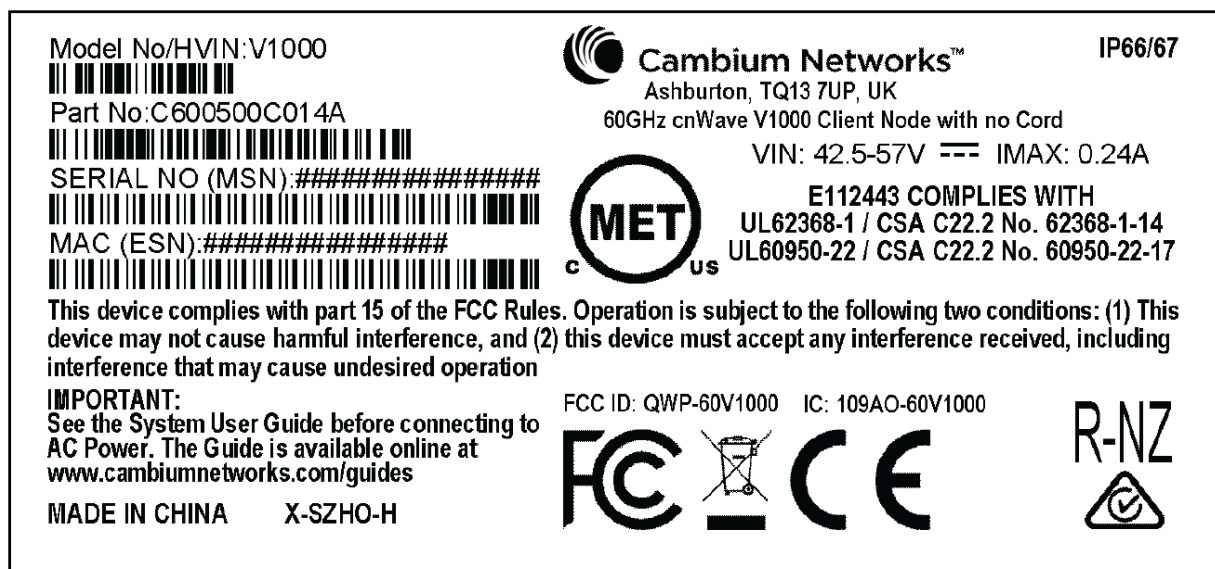 Model No/HVIN:V1000
Part No:C600500C014A
SERIAL NO (MSN):################
MAC (ESN):################
Cambium Networks™
IP66/67
Ashburton, TQ13 7UP, UK
60GHz cnWave V1000 Client Node with no Cord
VIN: 42.5-57V IMAX: 0.24A
MET
C US
E112443 COMPLIES WITH
UL62368-1 / CSA C22.2 No. 62368-1-14
UL60950-22 / CSA C22.2 No. 60950-22-17
This device complies with part 15 of the FCC Rules. Operation is subject to the following two conditions: (1) This
device may not cause harmful interference, and (2) this device must accept any interference received, including
interference that may cause undesired operation
IMPORTANT:
See the System User Guide before connecting to
AC Power. The Guide is available online at
www.cambiumnetworks.com/guides
MADE IN CHINA X-SZHO-H
FCC ID: QWP-60V1000 IC: 109AO-60V1000
FC CE
R-NZ